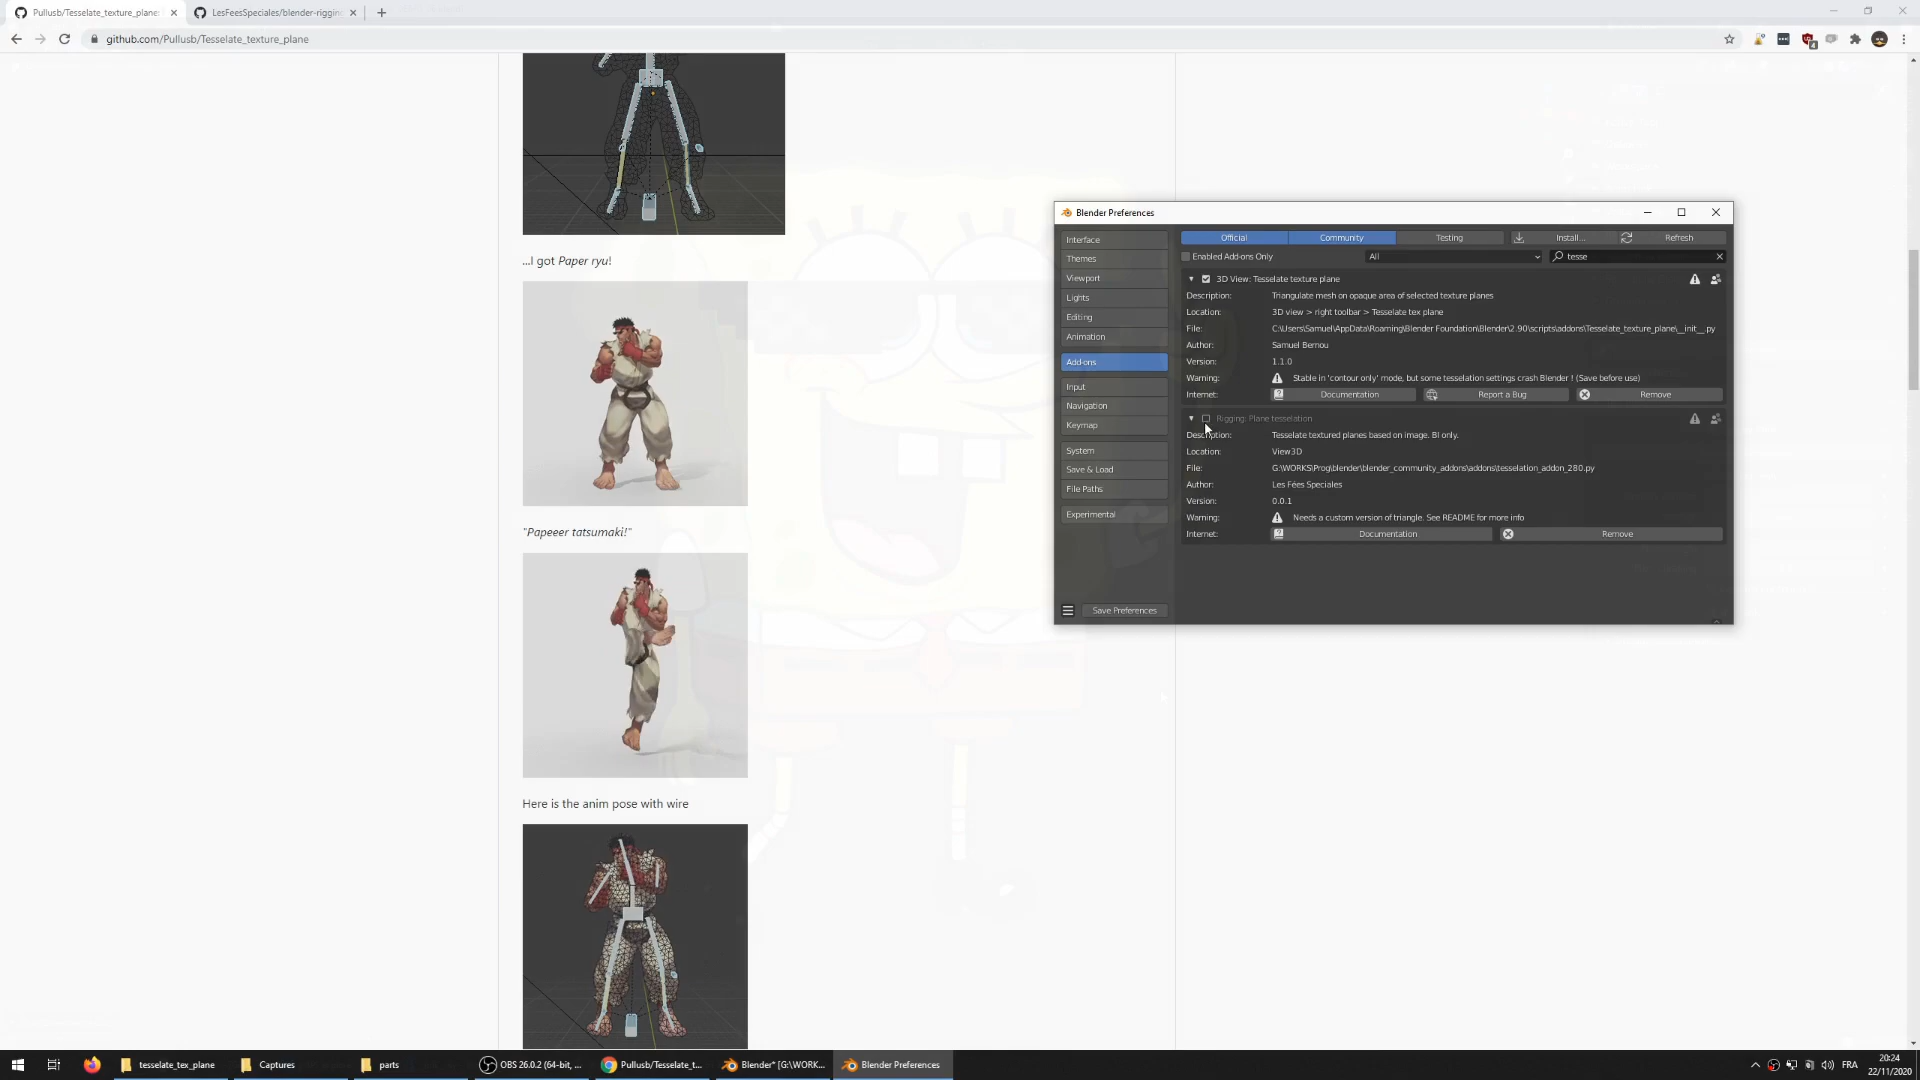 Pullusb/Tesselate_texture_plane
LesFeesSpeciales/blender-rigging
github.com/Pullusb/Tesselate_texture_plane
4
...I got Paper ryu!
"Papeeer tatsumaki!"
Here is the anim pose with wire
Blender Preferences
Interface
Themes
Viewport
Lights
Editing
Animation
Add-ons
Input
Navigation
Keymap
System
Save & Load
File Paths
Experimental
Save Preferences
Official
Community
Testing
Install...
Refresh
Enabled Add-ons Only
All
tesse
3D View: Tesselate texture plane
Description: Triangulate mesh on opaque area of selected texture planes
Location: 3D view > right toolbar > Tesselate tex plane
File: C:\Users\Samuel\AppData\Roaming\Blender Foundation\Blender\2.90\scripts\addons\Tesselate_texture_plane\__init__.py
Author: Samuel Bernou
Version: 1.1.0
Warning: Stable in 'contour only' mode, but some tesselation settings crash Blender ! (Save before use)
Internet: Documentation Report a Bug Remove
Rigging: Plane tesselation
Description: Tesselate textured planes based on image. BI only.
Location: View3D
File: G:\WORKS\Prog\blender\blender_community_addons\addons\tesselation_addon_280.py
Author: Les Fées Speciales
Version: 0.0.1
Warning: Needs a custom version of triangle. See README for more info
Internet: Documentation Remove
tesselate_tex_plane
Captures
parts
OBS 26.0.2 (64-bit, ...
Pullusb/Tesselate_t...
Blender* [G:\WORK...
Blender Preferences
FRA
20:24
22/11/2020